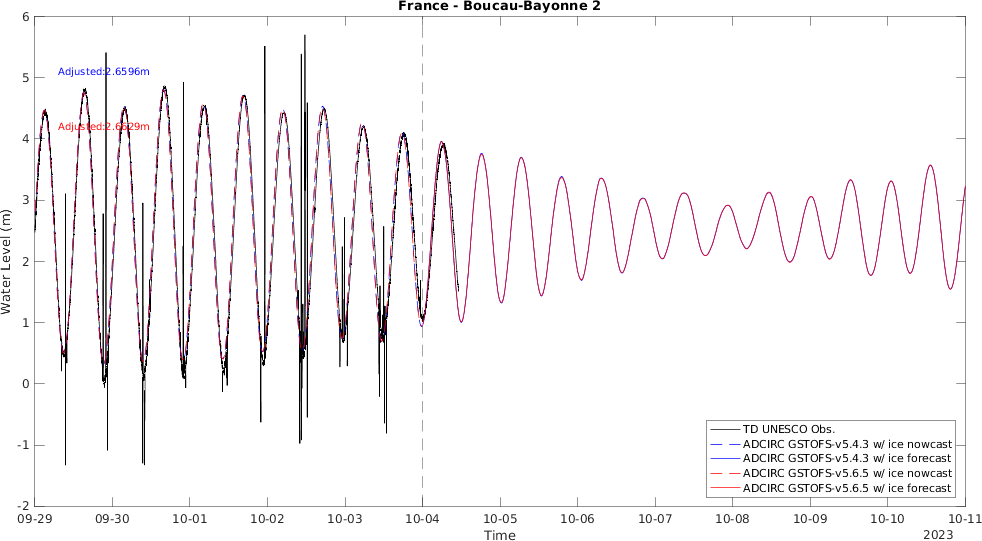 France - Boucau-Bayonne 2
6
5
4
3
2
1
0
-1
-2
Water Level (m)
Adjusted:2.6596m
Adjusted:2.6629m
TD UNESCO Obs.
ADCIRC GSTOFS-v5.4.3 w/ ice nowcast
ADCIRC GSTOFS-v5.4.3 w/ ice forecast
ADCIRC GSTOFS-v5.6.5 w/ ice nowcast
ADCIRC GSTOFS-v5.6.5 w/ ice forecast
09-29 09-30 10-01 10-02 10-03 10-04 10-05 10-06 10-07 10-08 10-09 10-10 10-11
Time
2023